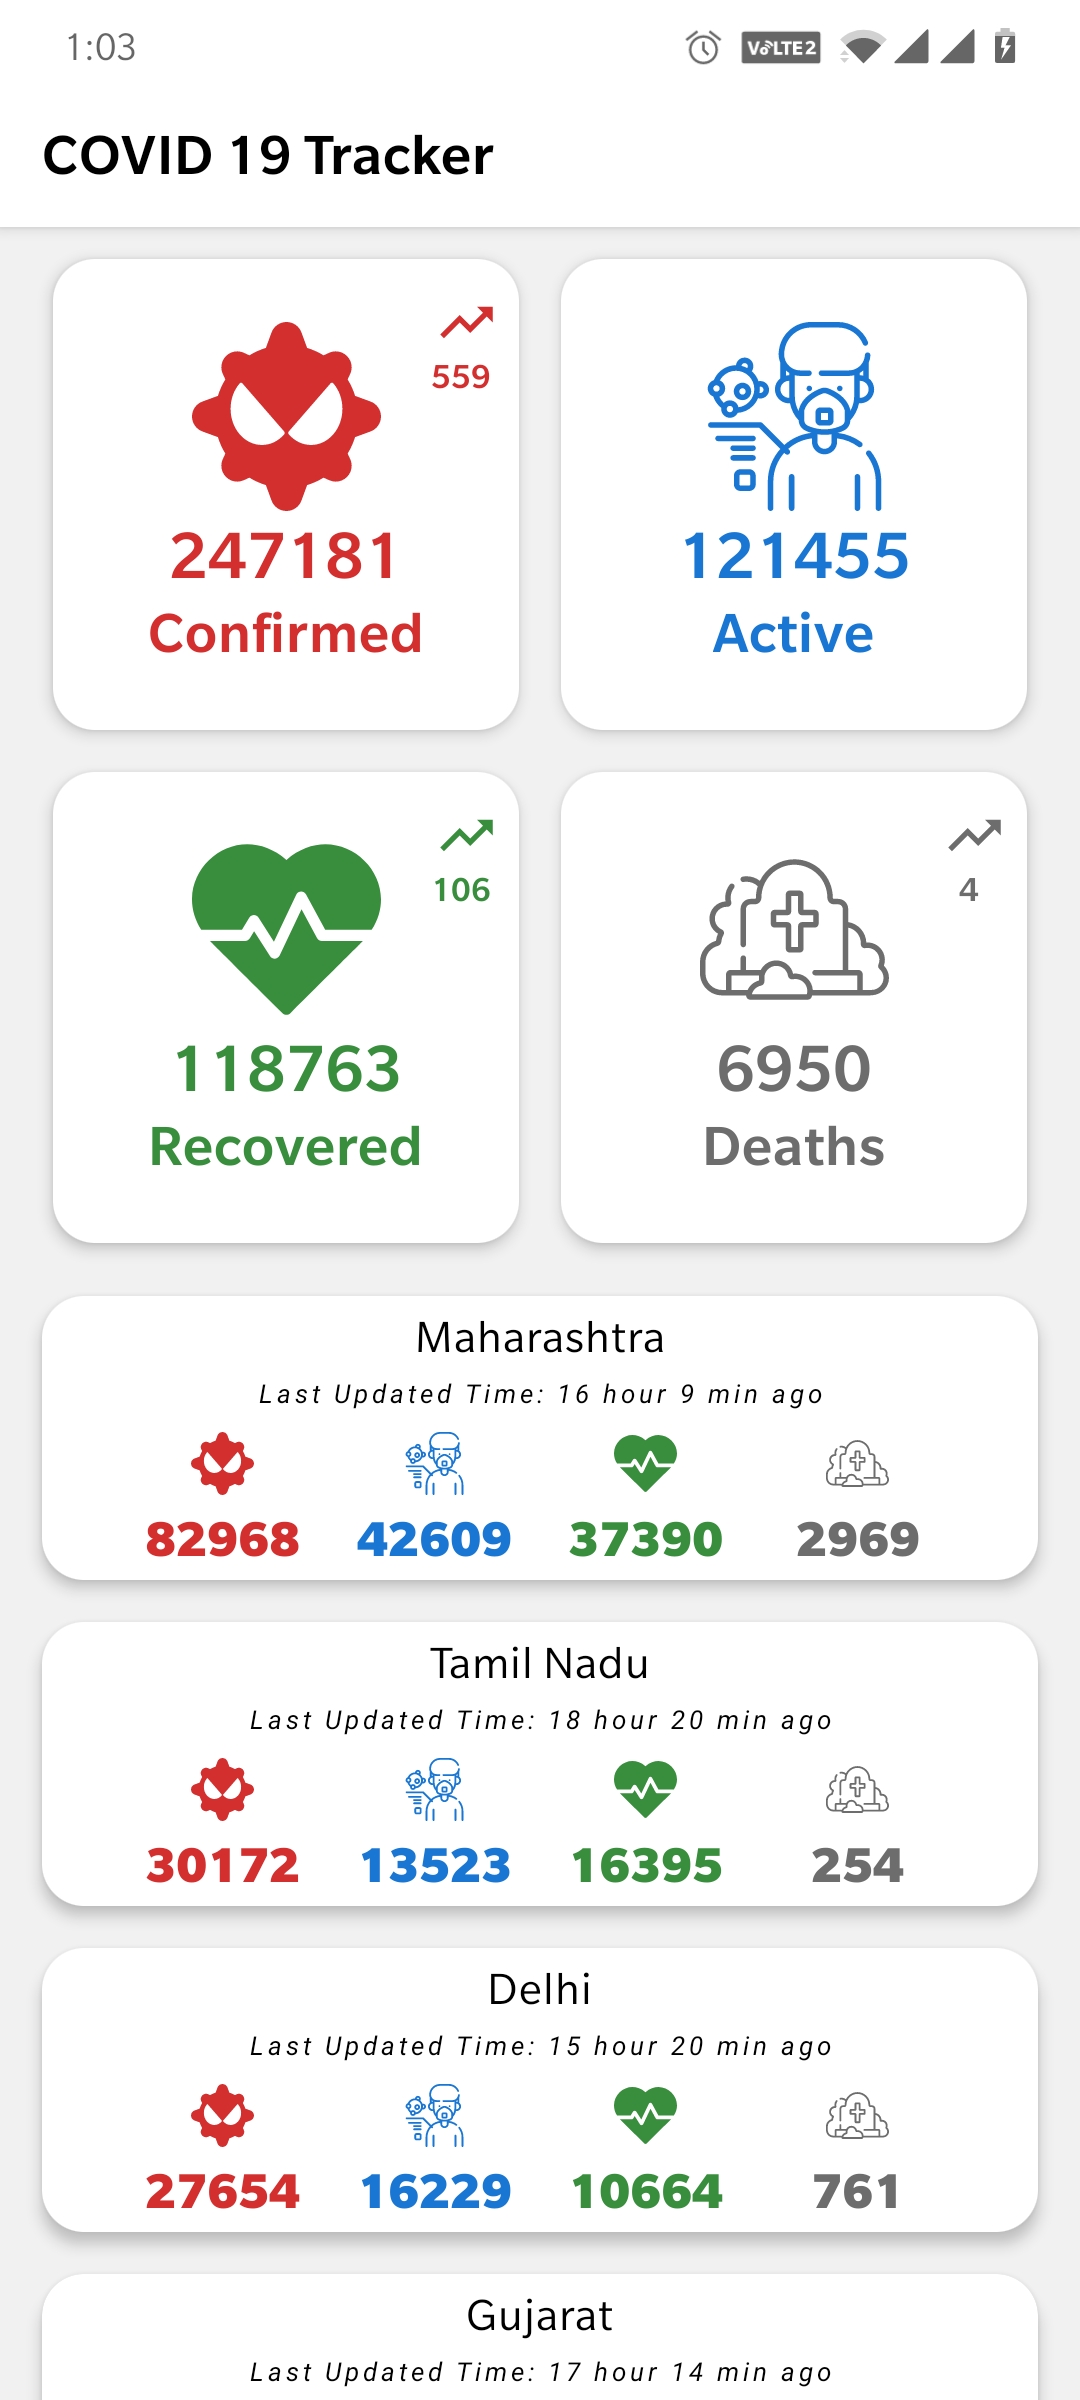 1:03
VoLTE2
COVID 19 Tracker
559
247181
Confirmed
121455
Active
106
118763
Recovered
4
6950
Deaths
Maharashtra
Last Updated Time: 16 hour 9 min ago
82968 42609 37390 2969
Tamil Nadu
Last Updated Time: 18 hour 20 min ago
30172 13523 16395 254
Delhi
Last Updated Time: 15 hour 20 min ago
27654 16229 10664 761
Gujarat
Last Updated Time: 17 hour 14 min ago